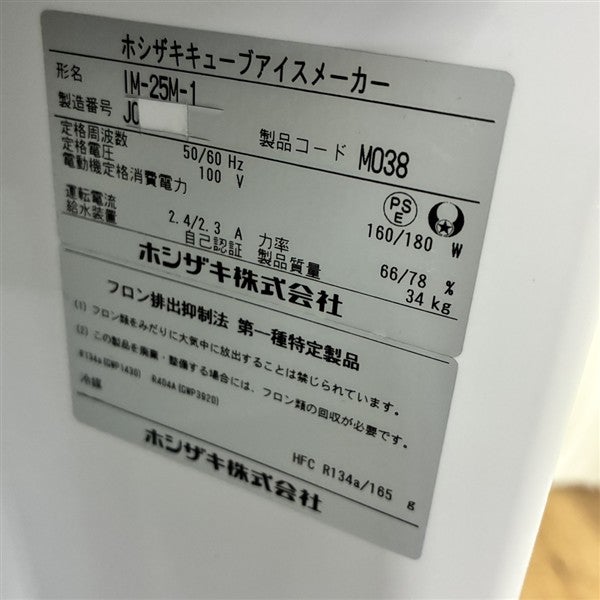 ホシザキキューブアイスメーカー
形名 IM-25M-1
製造番号 J0
製品コード M038
定格周波数 50/60 Hz
定格電圧 100 V
電動機定格消費電力 160/180 W
PSE
運転電流 2.4/2.3 A 力率 66/78 %
給水装置 自己認証 製品質量 34 kg
ホシザキ株式会社
フロン排出抑制法 第一種特定製品
(1) フロン類をみだりに大気中に放出することは禁じられています。
(2) この製品を廃棄・整備する場合には、フロン類の回収が必要です。
R134a(GWP1430) R404A(GWP3920)
冷媒 HFC R134a/165 g
ホシザキ株式会社